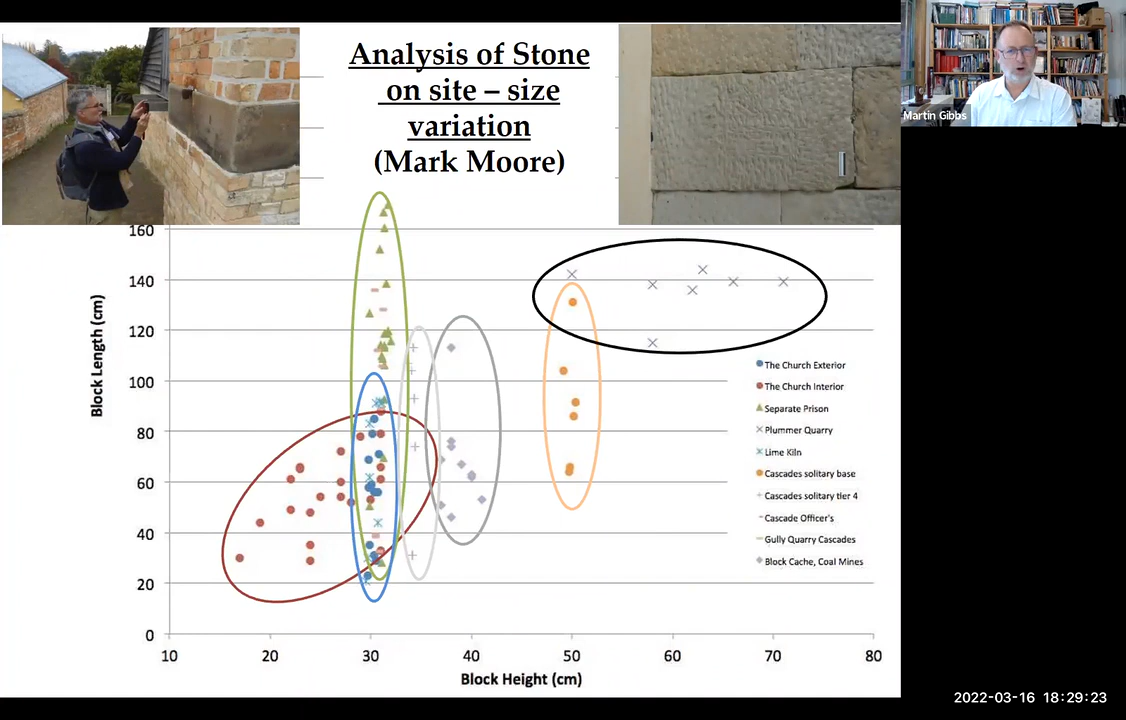 Analysis of Stone
on site – size
variation
(Mark Moore)
Martin Gibbs
Block Length (cm)
160
140
120
100
80
60
40
20
0
10 20 30 40 50 60 70 80
Block Height (cm)
The Church Exterior
The Church Interior
Separate Prison
Plummer Quarry
Lime Kiln
Cascades solitary base
Cascades solitary tier 4
Cascade Officer's
Gully Quarry Cascades
Block Cache, Coal Mines
2022-03-16 18:29:23